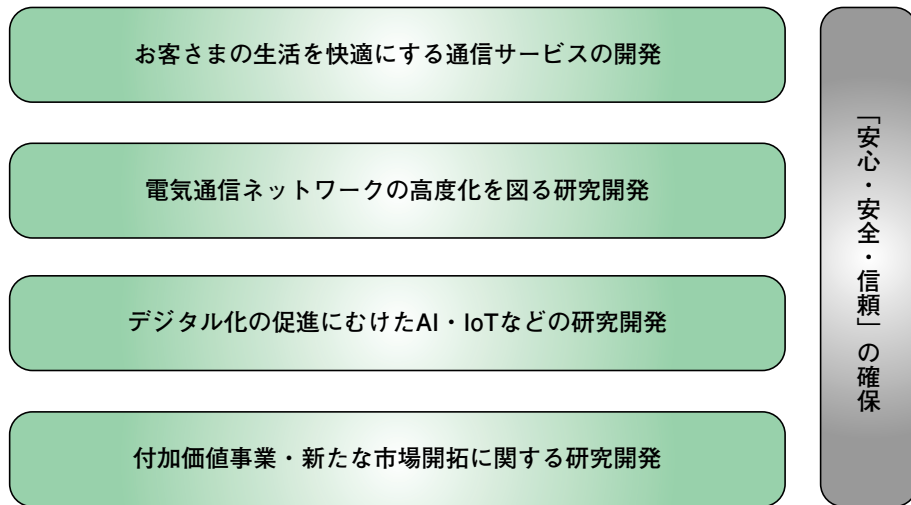 お客さまの生活を快適にする通信サービスの開発
電気通信ネットワークの高度化を図る研究開発
デジタル化の促進にむけたAI・IoTなどの研究開発
付加価値事業・新たな市場開拓に関する研究開発
「安心・安全・信頼」の確保